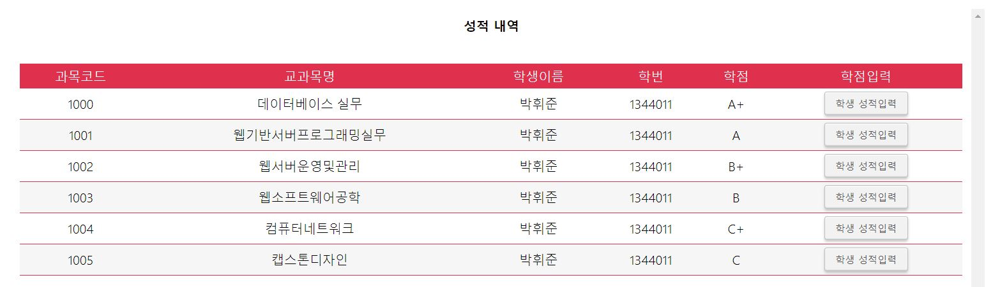 성적 내역
과목코드 교과목명 학생이름 학번 학점 학점입력
1000 데이터베이스 실무 박휘준 1344011 A+ 학생 성적입력
1001 웹기반서버프로그래밍실무 박휘준 1344011 A 학생 성적입력
1002 웹서버운영및관리 박휘준 1344011 B+ 학생 성적입력
1003 웹소프트웨어공학 박휘준 1344011 B 학생 성적입력
1004 컴퓨터네트워크 박휘준 1344011 C+ 학생 성적입력
1005 캡스톤디자인 박휘준 1344011 C 학생 성적입력